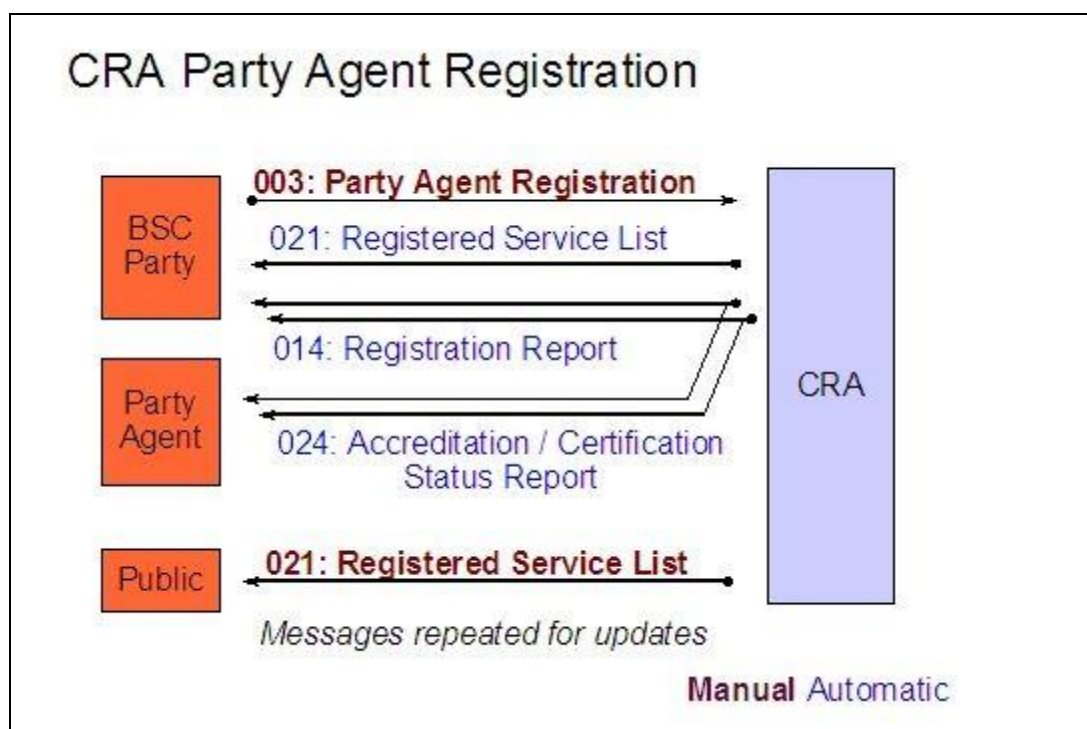 CRA Party Agent Registration
BSC
Party
003: Party Agent Registration
021: Registered Service List
014: Registration Report
Party
Agent
024: Accreditation / Certification
Status Report
CRA
Public
021: Registered Service List
Messages repeated for updates
Manual Automatic